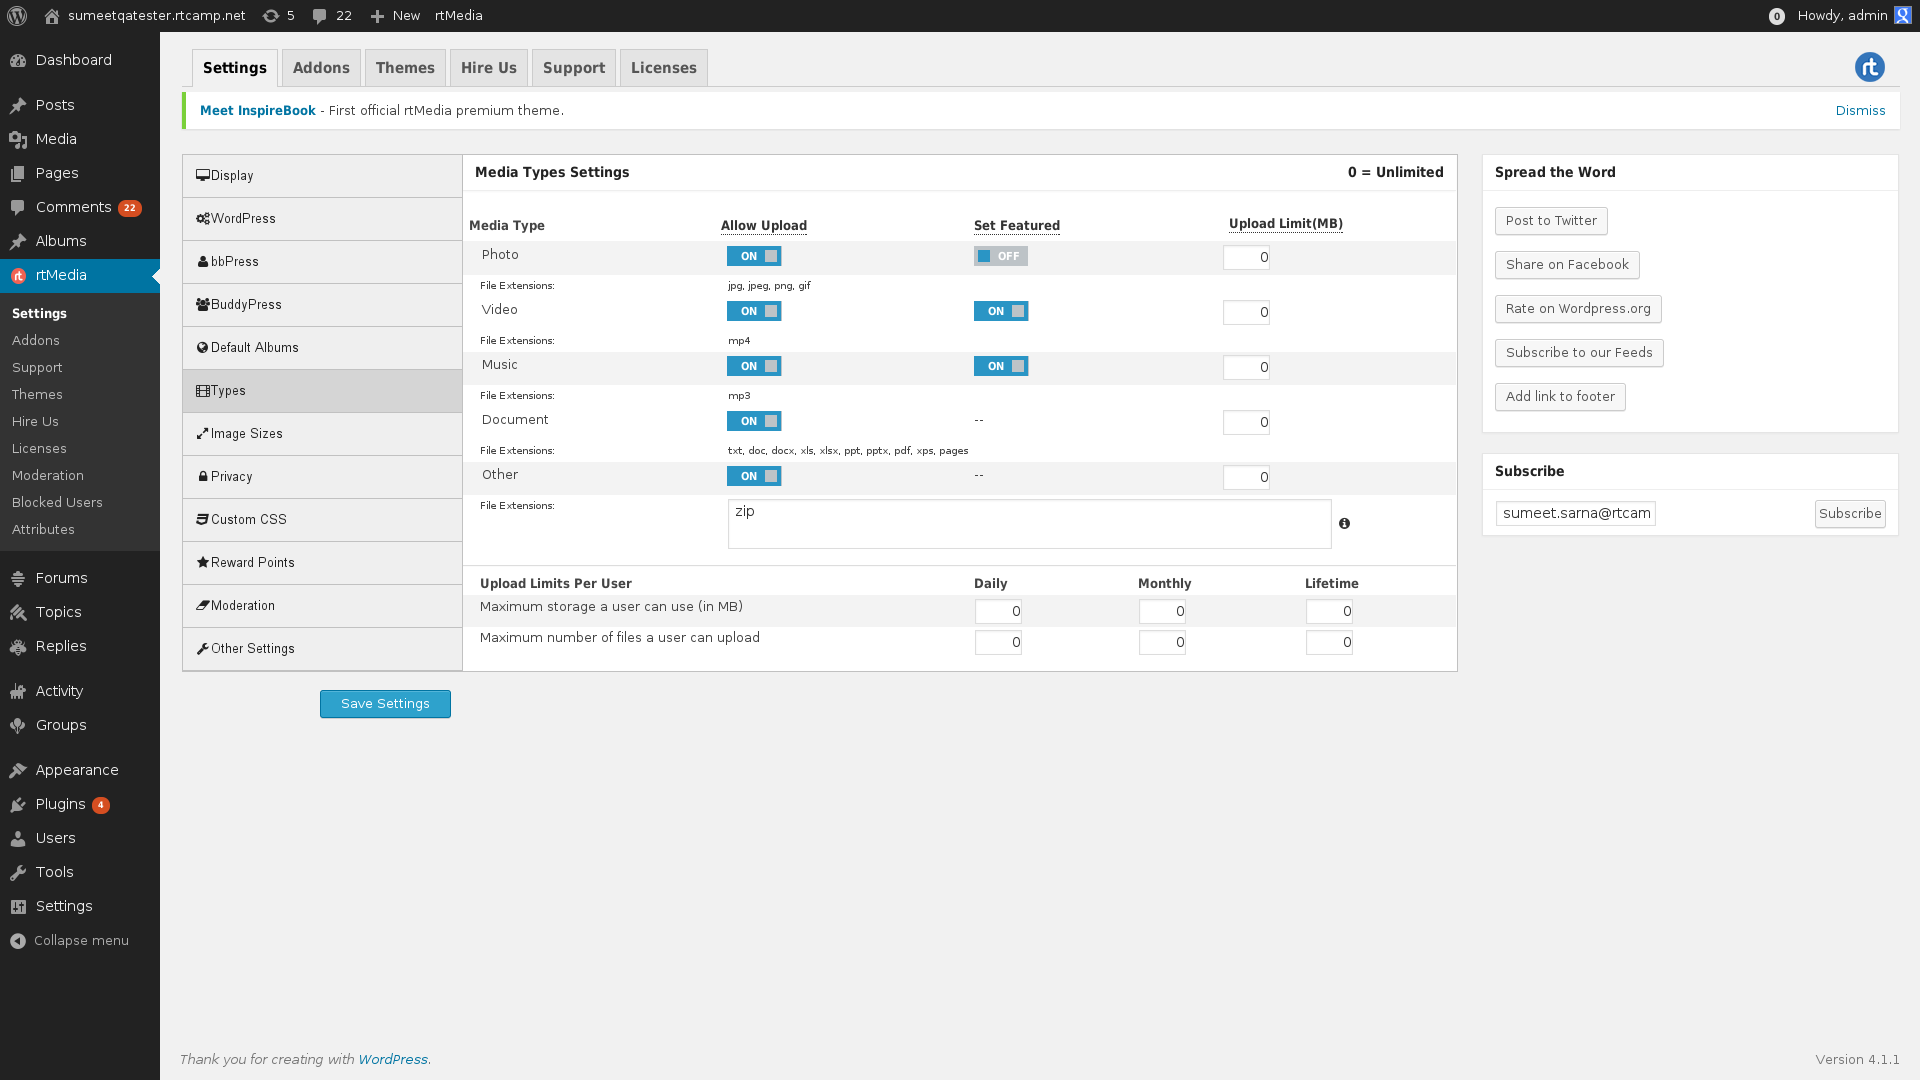 sumeetqatester.rtcamp.net 5 22 New rtMedia 0 Howdy, admin
Dashboard
Posts
Media
Pages
Comments 22
Albums
rtMedia
Settings
Addons
Support
Themes
Hire Us
Licenses
Moderation
Blocked Users
Attributes
Forums
Topics
Replies
Activity
Groups
Appearance
Plugins 4
Users
Tools
Settings
Collapse menu
Settings Addons Themes Hire Us Support Licenses rt
Meet InspireBook - First official rtMedia premium theme. Dismiss
Display
WordPress
bbPress
BuddyPress
Default Albums
Types
Image Sizes
Privacy
Custom CSS
Reward Points
Moderation
Other Settings
Save Settings
Media Types Settings 0 = Unlimited
Media Type Allow Upload Set Featured Upload Limit(MB)
Photo ON OFF 0
File Extensions: jpg, jpeg, png, gif
Video ON ON 0
File Extensions: mp4
Music ON ON 0
File Extensions: mp3
Document ON -- 0
File Extensions: txt, doc, docx, xls, xlsx, ppt, pptx, pdf, xps, pages
Other ON -- 0
File Extensions: zip
Upload Limits Per User Daily Monthly Lifetime
Maximum storage a user can use (in MB) 0 0 0
Maximum number of files a user can upload 0 0 0
Spread the Word
Post to Twitter
Share on Facebook
Rate on Wordpress.org
Subscribe to our Feeds
Add link to footer
Subscribe
sumeet.sarna@rtcam Subscribe
Thank you for creating with WordPress. Version 4.1.1